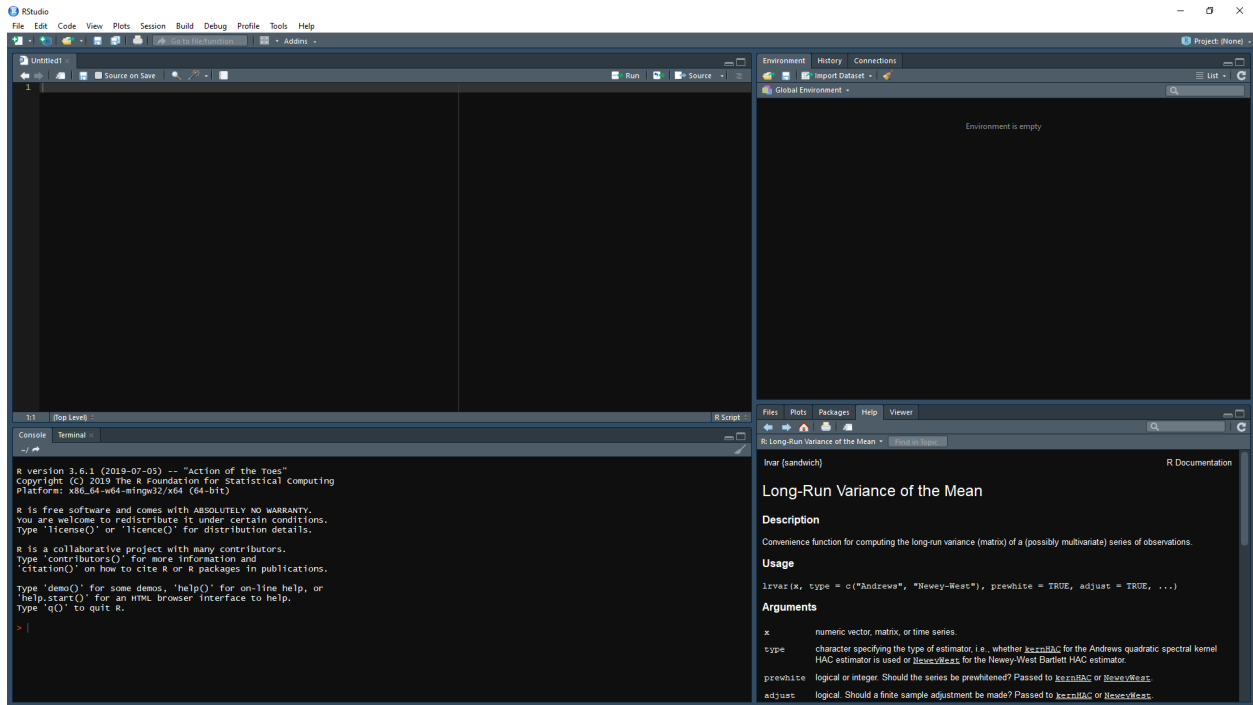 RStudio
File Edit Code View Plots Session Build Debug Profile Tools Help
Go to file/function Addins
Project: (None)
Untitled1
Source on Save Run Source
1
1:1 (Top Level) R Script
Console Terminal
~/
R version 3.6.1 (2019-07-05) -- "Action of the Toes"
Copyright (C) 2019 The R Foundation for Statistical Computing
Platform: x86_64-w64-mingw32/x64 (64-bit)
R is free software and comes with ABSOLUTELY NO WARRANTY.
You are welcome to redistribute it under certain conditions.
Type 'license()' or 'licence()' for distribution details.
R is a collaborative project with many contributors.
Type 'contributors()' for more information and
'citation()' on how to cite R or R packages in publications.
Type 'demo()' for some demos, 'help()' for on-line help, or
'help.start()' for an HTML browser interface to help.
Type 'q()' to quit R.
>
Environment History Connections
Import Dataset List
Global Environment
Environment is empty
Files Plots Packages Help Viewer
R: Long-Run Variance of the Mean Find in Topic
lrvar {sandwich} R Documentation
Long-Run Variance of the Mean
Description
Convenience function for computing the long-run variance (matrix) of a (possibly multivariate) series of observations.
Usage
lrvar(x, type = c("Andrews", "Newey-West"), prewhite = TRUE, adjust = TRUE, ...)
Arguments
x numeric vector, matrix, or time series.
type character specifying the type of estimator, i.e., whether kernHAC for the Andrews quadratic spectral kernel
HAC estimator is used or NeweyWest for the Newey-West Bartlett HAC estimator.
prewhite logical or integer. Should the series be prewhitened? Passed to kernHAC or NeweyWest.
adjust logical. Should a finite sample adjustment be made? Passed to kernHAC or NeweyWest.